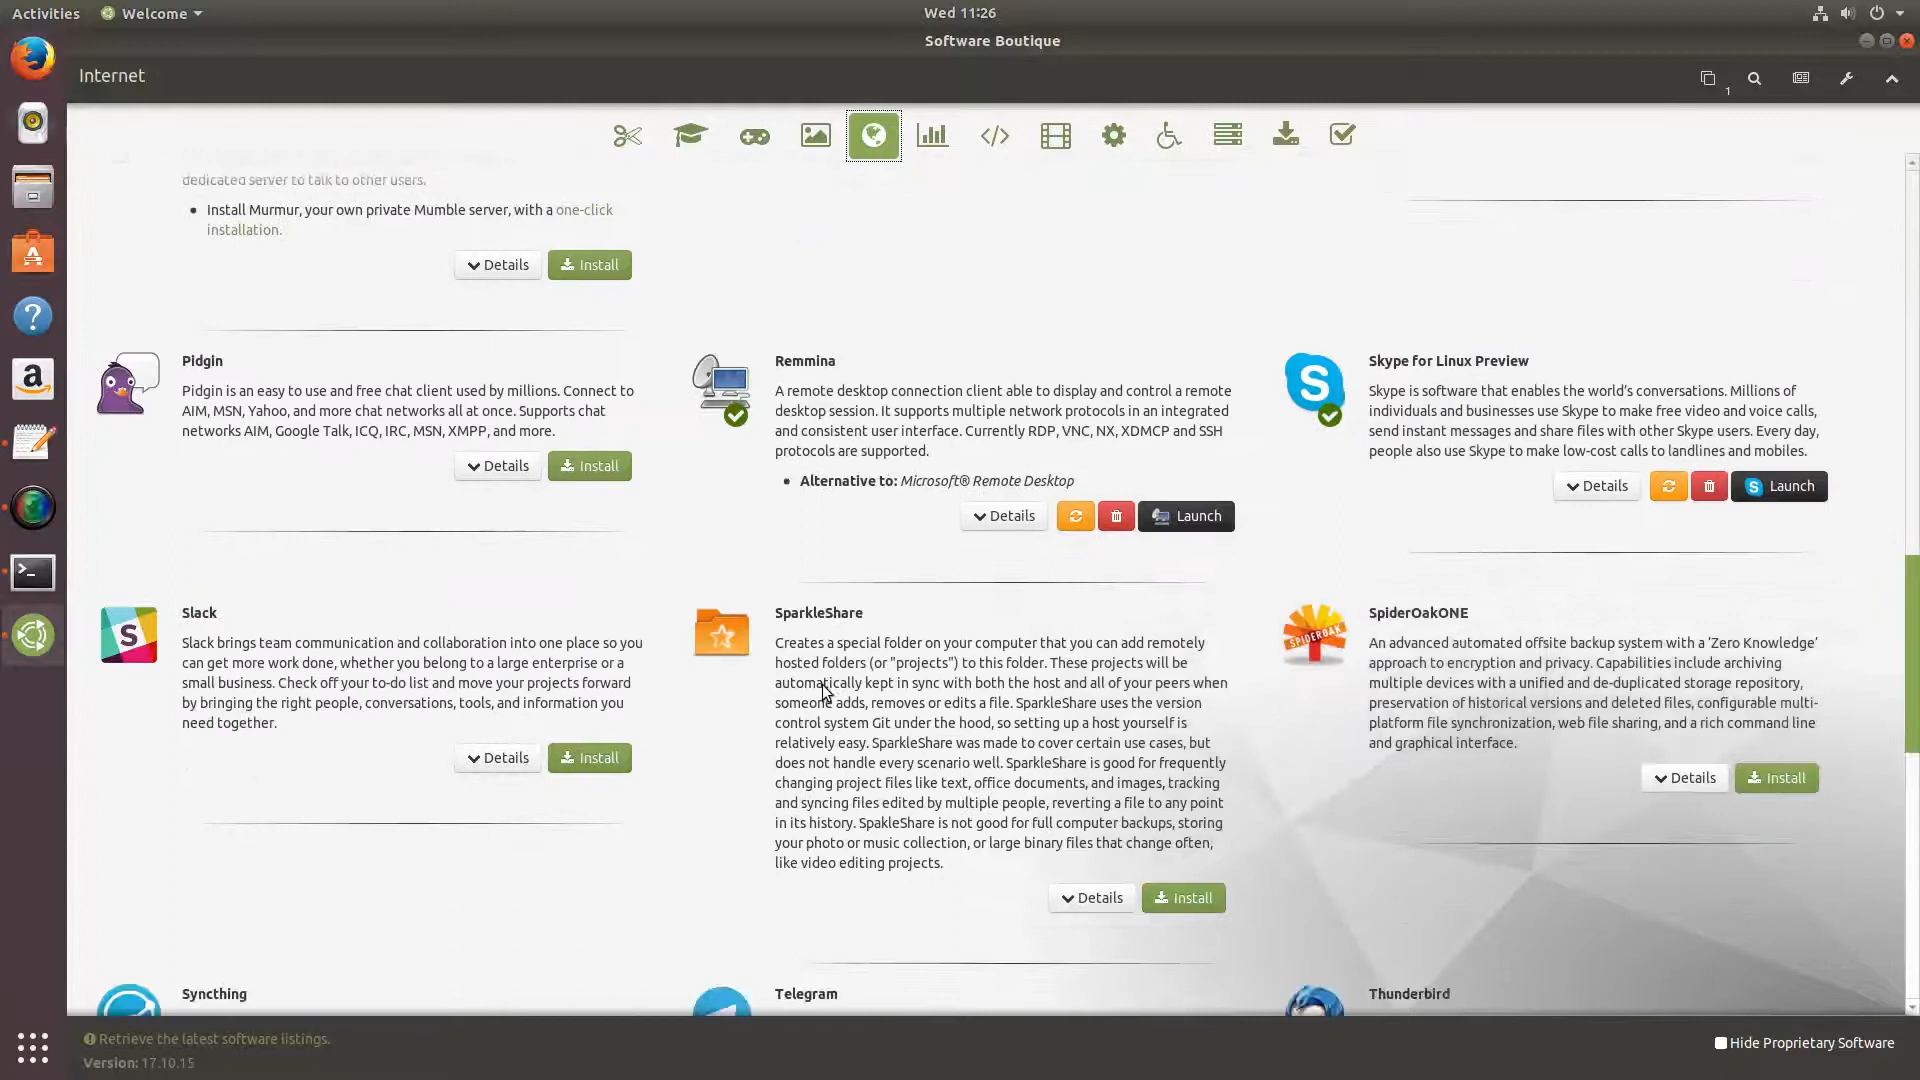 Activities
Welcome
Wed 11:26
Software Boutique
Internet
1
dedicated server to talk to other users.
Install Murmur, your own private Mumble server, with a one-click
installation.
Details
Install
Pidgin
Pidgin is an easy to use and free chat client used by millions. Connect to
AIM, MSN, Yahoo, and more chat networks all at once. Supports chat
networks AIM, Google Talk, ICQ, IRC, MSN, XMPP, and more.
Details
Install
Remmina
A remote desktop connection client able to display and control a remote
desktop session. It supports multiple network protocols in an integrated
and consistent user interface. Currently RDP, VNC, NX, XDMCP and SSH
protocols are supported.
Alternative to: Microsoft® Remote Desktop
Details
Launch
Skype for Linux Preview
Skype is software that enables the world's conversations. Millions of
individuals and businesses use Skype to make free video and voice calls,
send instant messages and share files with other Skype users. Every day,
people also use Skype to make low-cost calls to landlines and mobiles.
Details
Launch
Slack
Slack brings team communication and collaboration into one place so you
can get more work done, whether you belong to a large enterprise or a
small business. Check off your to-do list and move your projects forward
by bringing the right people, conversations, tools, and information you
need together.
Details
Install
SparkleShare
Creates a special folder on your computer that you can add remotely
hosted folders (or "projects") to this folder. These projects will be
automatically kept in sync with both the host and all of your peers when
someone adds, removes or edits a file. SparkleShare uses the version
control system Git under the hood, so setting up a host yourself is
relatively easy. SparkleShare was made to cover certain use cases, but
does not handle every scenario well. SparkleShare is good for frequently
changing project files like text, office documents, and images, tracking
and syncing files edited by multiple people, reverting a file to any point
in its history. SpakleShare is not good for full computer backups, storing
your photo or music collection, or large binary files that change often,
like video editing projects.
Details
Install
SPIDEROAK
SpiderOakONE
An advanced automated offsite backup system with a 'Zero Knowledge'
approach to encryption and privacy. Capabilities include archiving
multiple devices with a unified and de-duplicated storage repository,
preservation of historical versions and deleted files, configurable multi-
platform file synchronization, web file sharing, and a rich command line
and graphical interface.
Details
Install
Syncthing
Telegram
Thunderbird
Retrieve the latest software listings.
Version: 17.10.15
Hide Proprietary Software